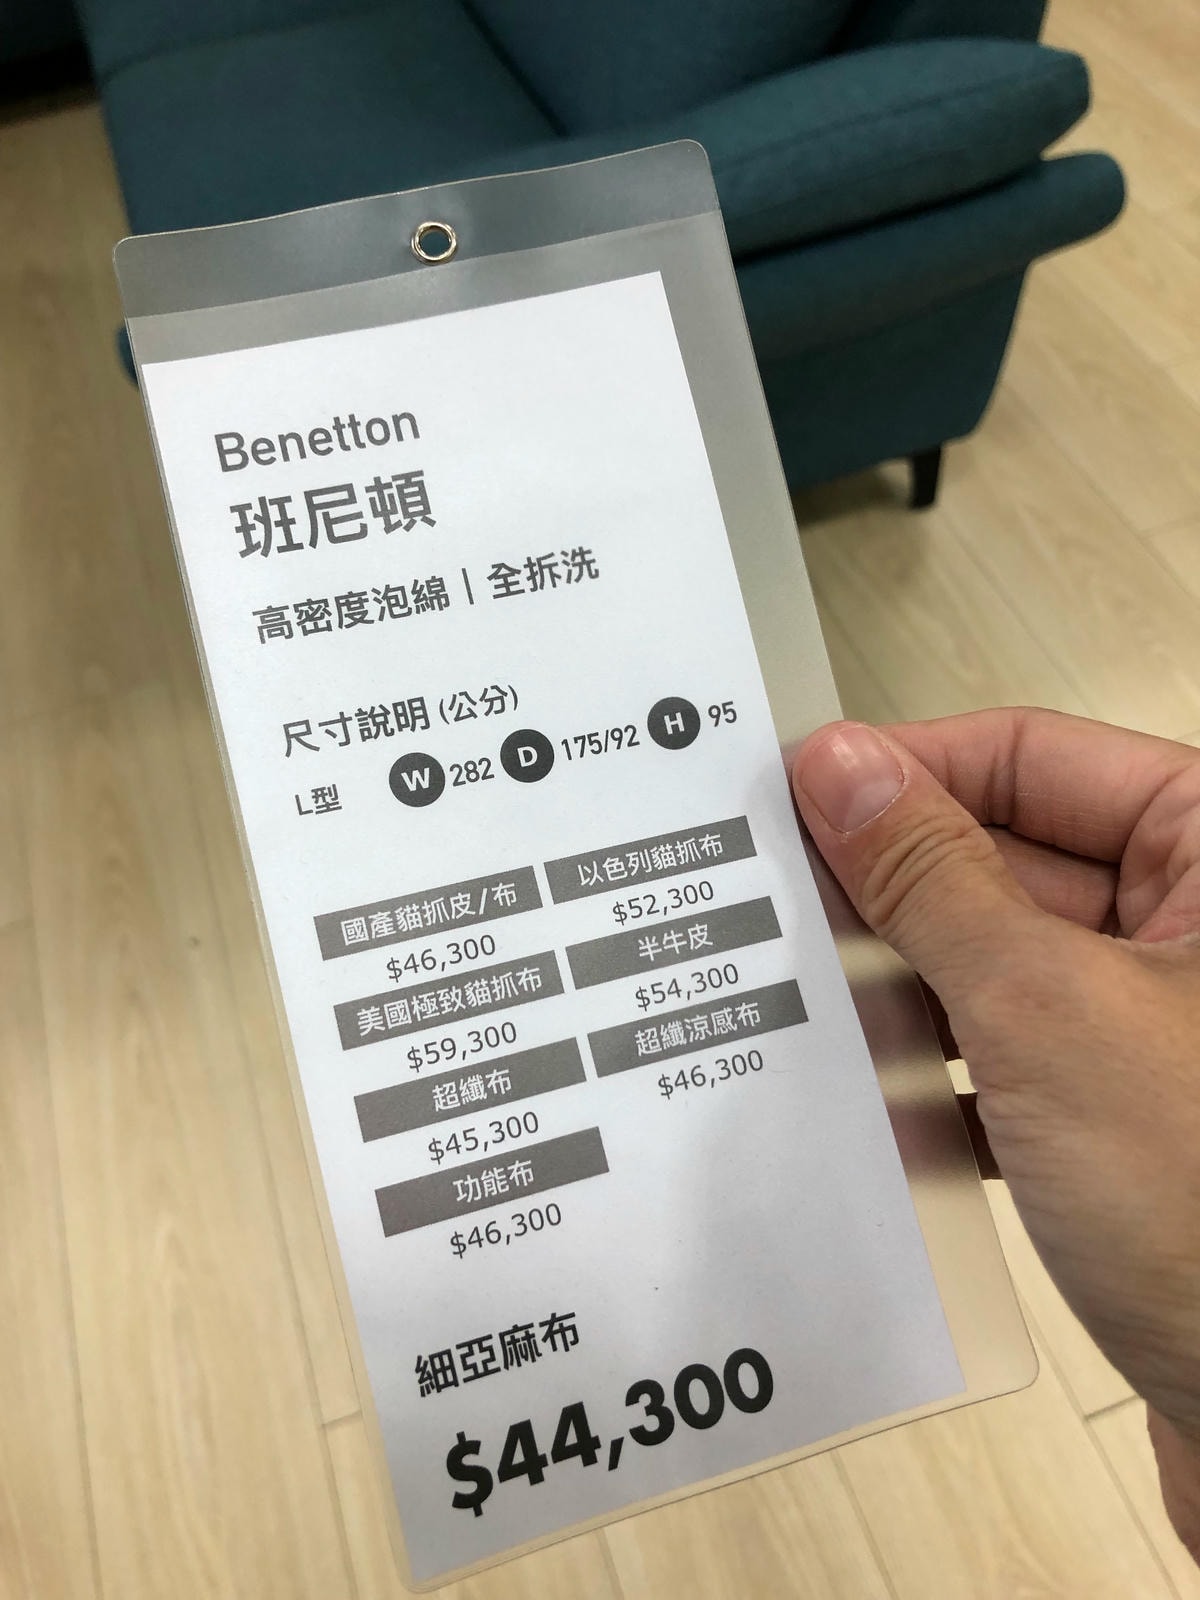 Benetton
班尼頓
高密度泡綿｜全拆洗
尺寸說明 (公分)
L型 W 282 D 175/92 H 95
國產貓抓皮/布 以色列貓抓布
$46,300 $52,300
美國極致貓抓布 半牛皮
$59,300 $54,300
超纖布 超纖涼感布
$45,300 $46,300
功能布
$46,300
細亞麻布
$44,300